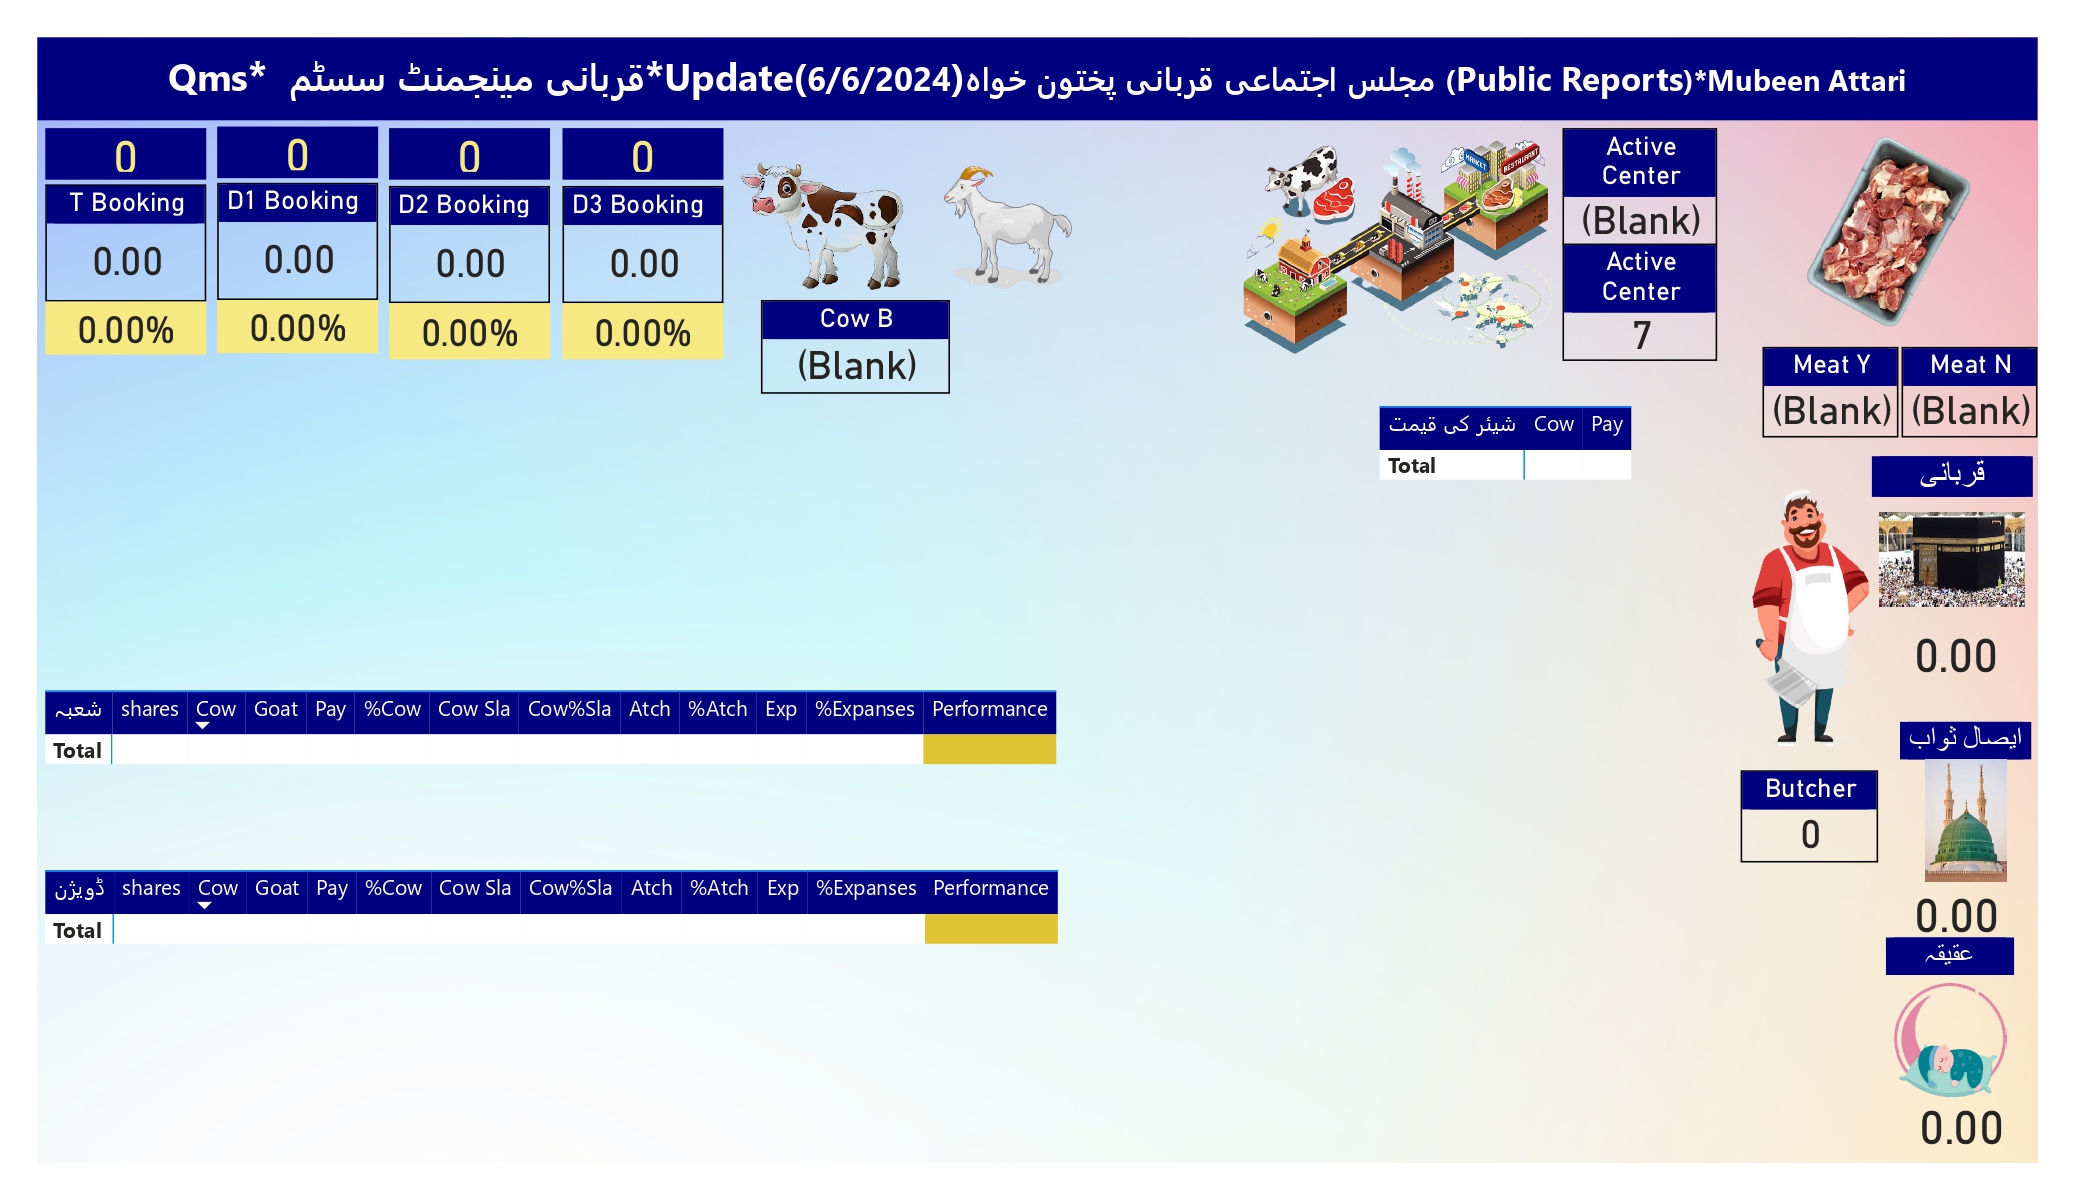 Qms* قربانی مینجمنٹ سسٹم*Update(6/6/2024)مجلس اجتماعی قربانی پختون خواہ (Public Reports)*Mubeen Attari
0
T Booking
0.00
0.00%
0
D1 Booking
0.00
0.00%
0
D2 Booking
0.00
0.00%
0
D3 Booking
0.00
0.00%
Cow B
(Blank)
MARKET
RESTAURANT
Active Center
(Blank)
Active Center
7
Meat Y
(Blank)
Meat N
(Blank)
شیئر کی قیمت Cow Pay
Total
قربانی
0.00
شعبہ shares Cow Goat Pay %Cow Cow Sla Cow%Sla Atch %Atch Exp %Expanses Performance
Total
ایصال ثواب
0.00
Butcher
0
ڈویژن shares Cow Goat Pay %Cow Cow Sla Cow%Sla Atch %Atch Exp %Expanses Performance
Total
عقیقہ
0.00